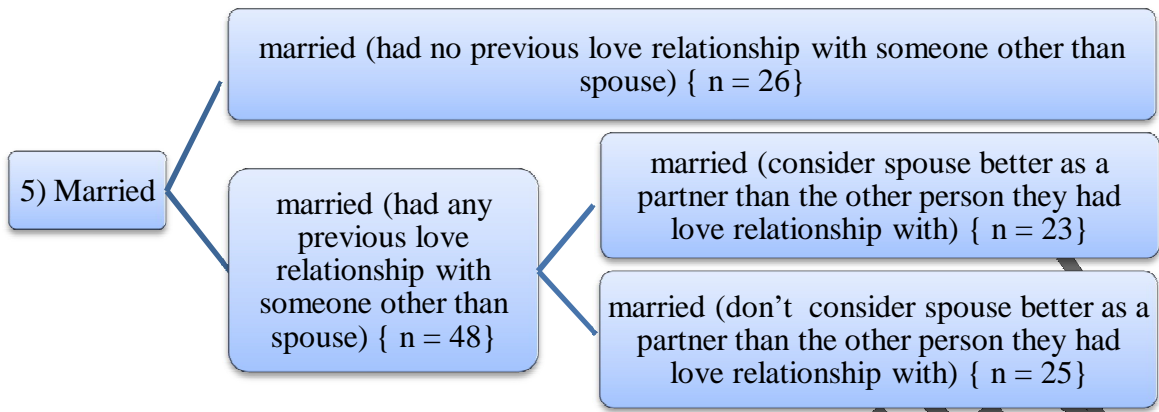 married (had no previous love relationship with someone other than
spouse) { n = 26}
5) Married
married (had any
previous love
relationship with
someone other than
spouse) { n = 48}
married (consider spouse better as a
partner than the other person they had
love relationship with) { n = 23}
married (don’t consider spouse better as a
partner than the other person they had
love relationship with) { n = 25}